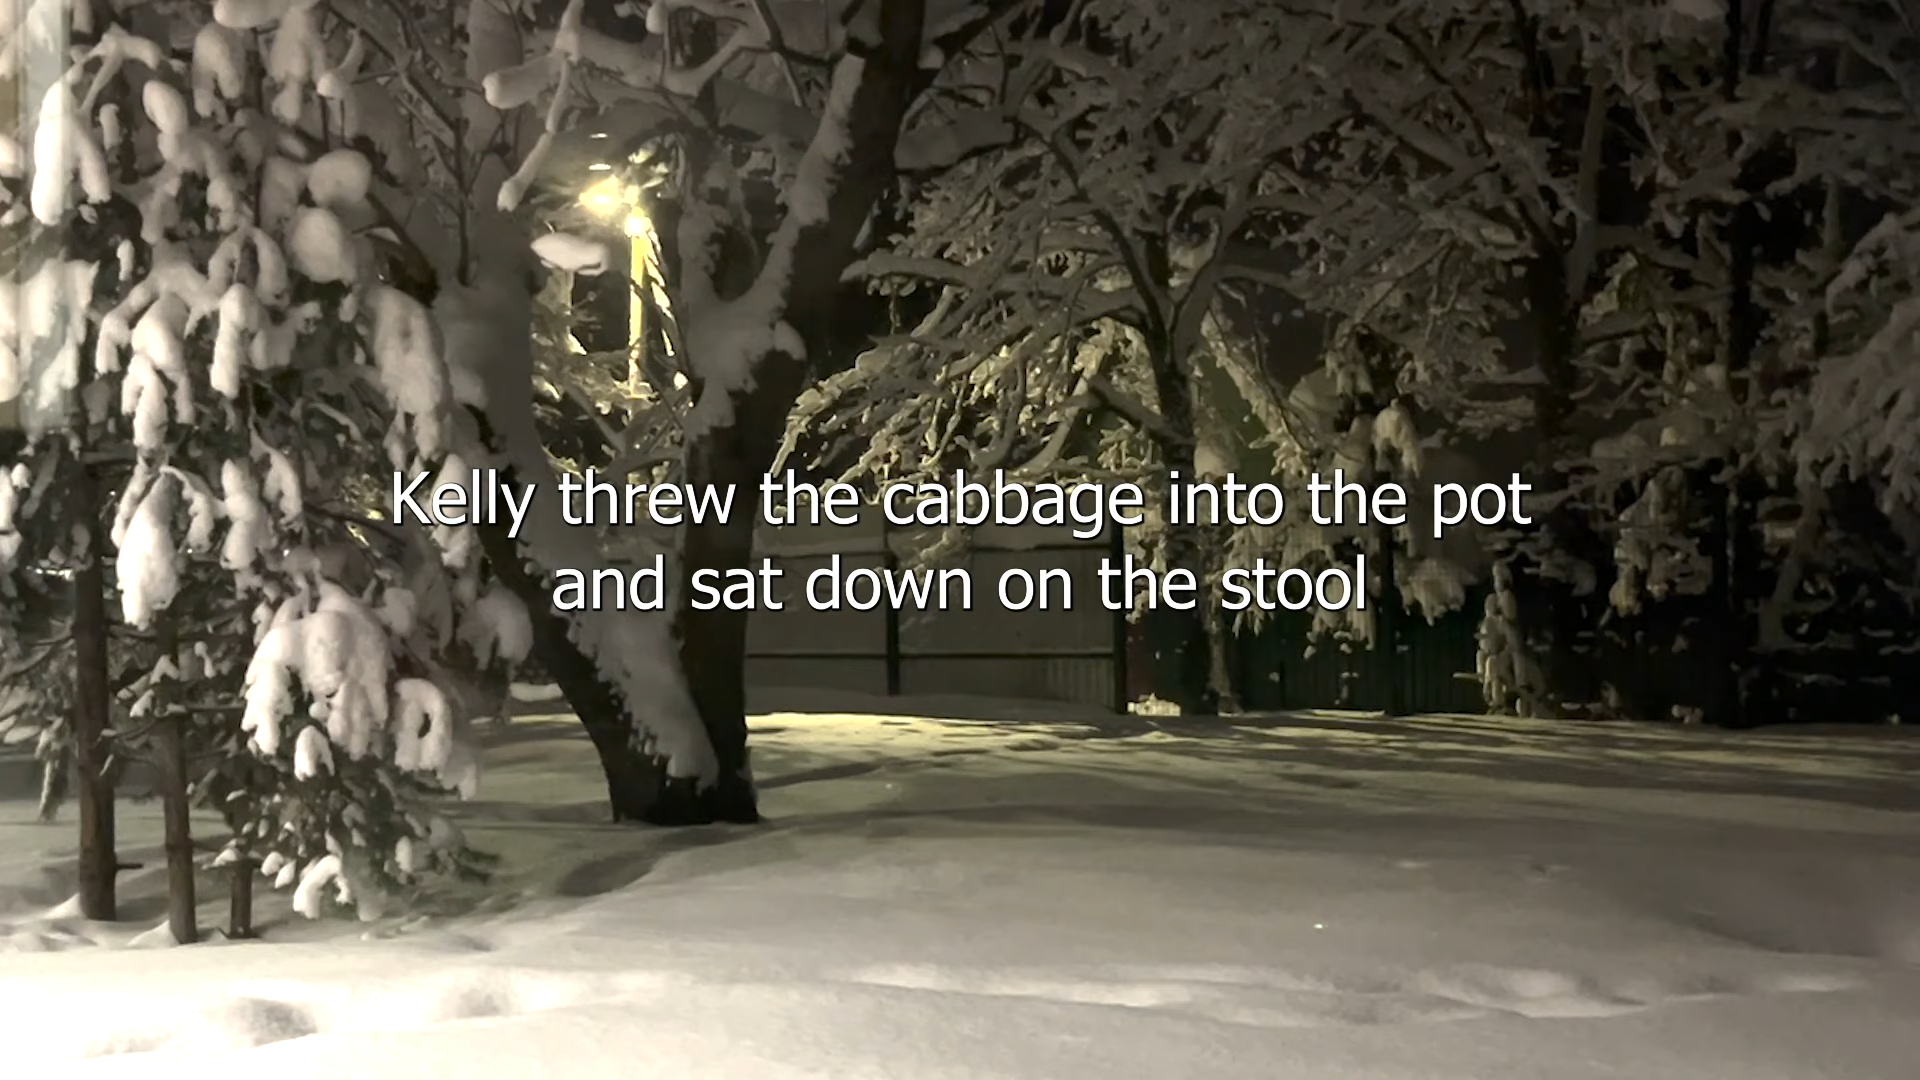 Kelly threw the cabbage into the pot
and sat down on the stool